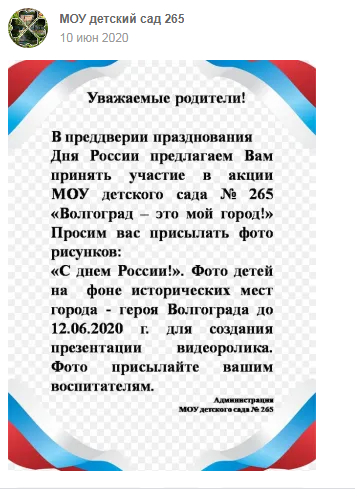 МОУ детский сад 265
10 июн 2020
Уважаемые родители!
В преддверии празднования
Дня России предлагаем Вам
принять участие в акции
МОУ детского сада № 265
«Волгоград – это мой город!»
Просим вас присылать фото
рисунков:
«С днем России!». Фото детей
на фоне исторических мест
города - героя Волгограда до
12.06.2020 г. для создания
презентации видеоролика.
Фото присылайте вашим
воспитателям.
Администрация
МОУ детского сада № 265